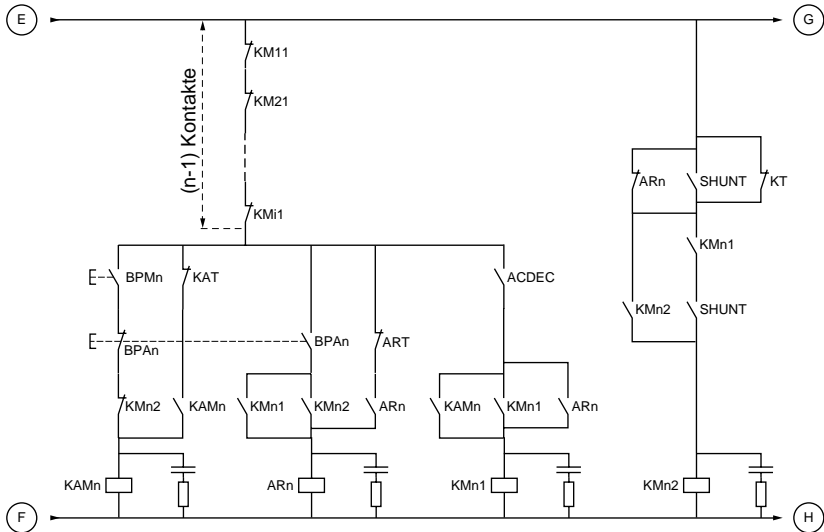 E
G
KM11
KM21
(n-1) Kontakte
KMi1
ARn
SHUNT
KT
KMn1
BPMn
KAT
ACDEC
KMn2
SHUNT
BPAn
BPAn
ART
KMn2
KAMn
KMn1
KMn2
ARn
KAMn
KMn1
ARn
KAMn
ARn
KMn1
KMn2
F
H